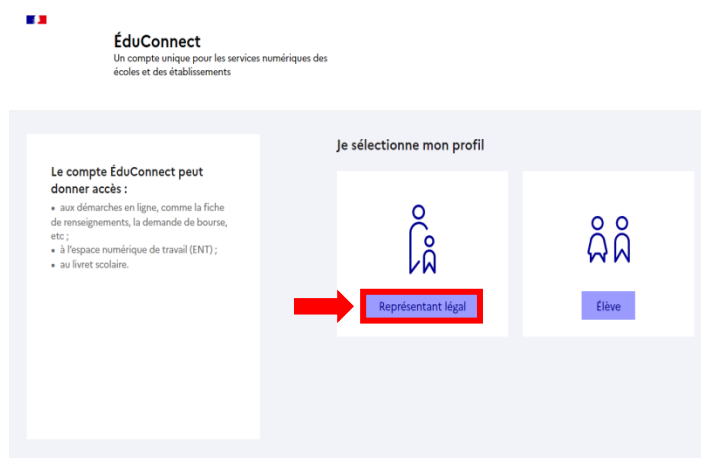 ÉduConnect
Un compte unique pour les services numériques des
écoles et des établissements
Je sélectionne mon profil
Le compte ÉduConnect peut
donner accès :
• aux démarches en ligne, comme la fiche
de renseignements, la demande de bourse,
etc ;
• à l'espace numérique de travail (ENT) ;
• au livret scolaire.
Représentant légal
Élève